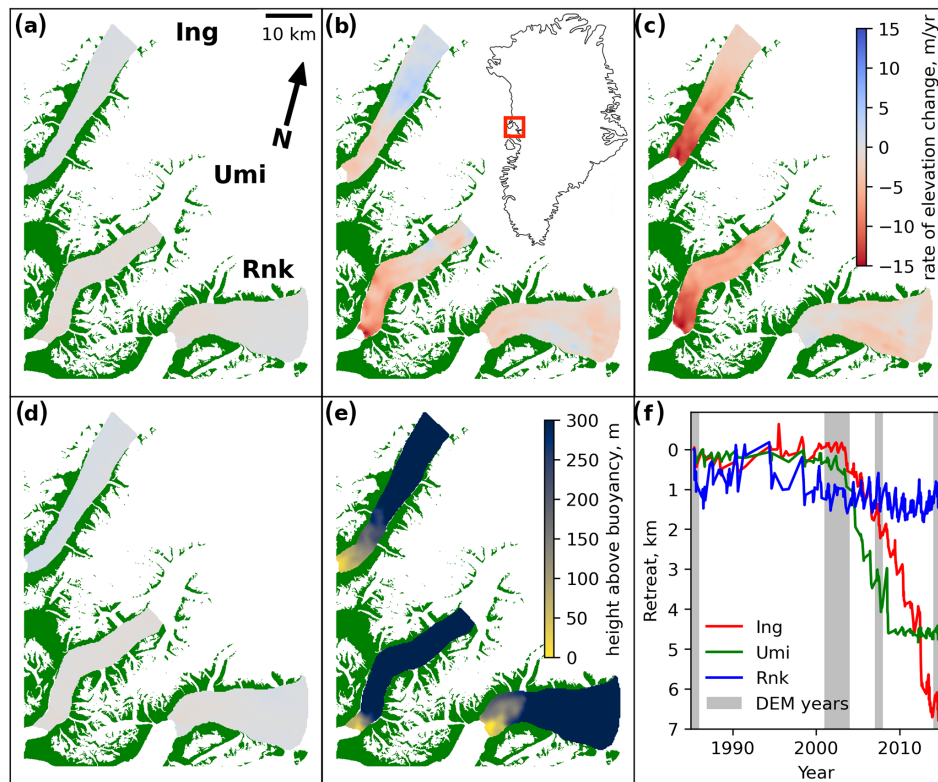 (a)
Ing
10 km
N
Umi
Rnk
(b)
(c)
15
10
5
0
−5
−10
−15
rate of elevation change, m/yr
(d)
(e)
300
250
200
150
100
50
0
height above buoyancy, m
(f)
0
1
2
3
4
5
6
7
Retreat, km
Ing
Umi
Rnk
DEM years
1990
2000
2010
Year